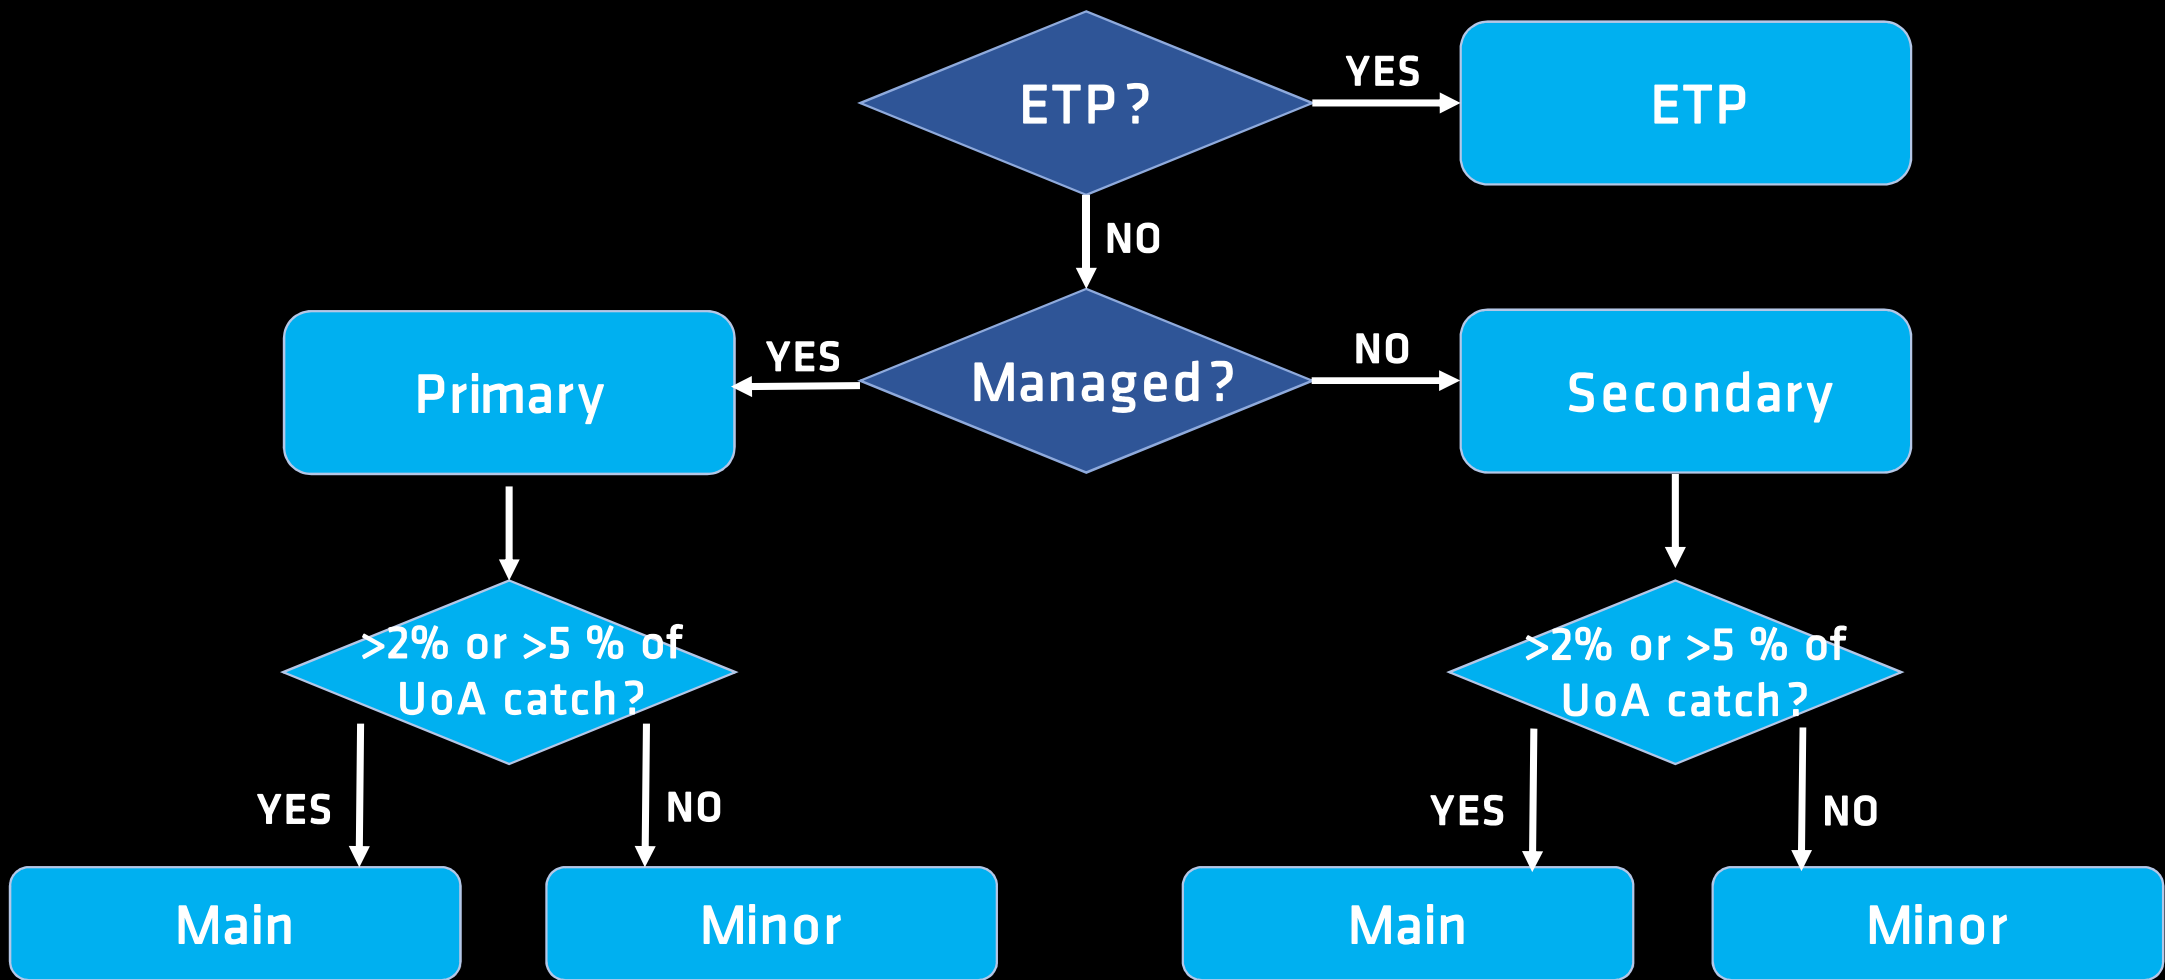 ETP?
YES
ETP
NO
Primary
YES
Managed?
NO
Secondary
>2% or >5 % of
UoA catch?
>2% or >5 % of
UoA catch?
YES
NO
YES
NO
Main
Minor
Main
Minor